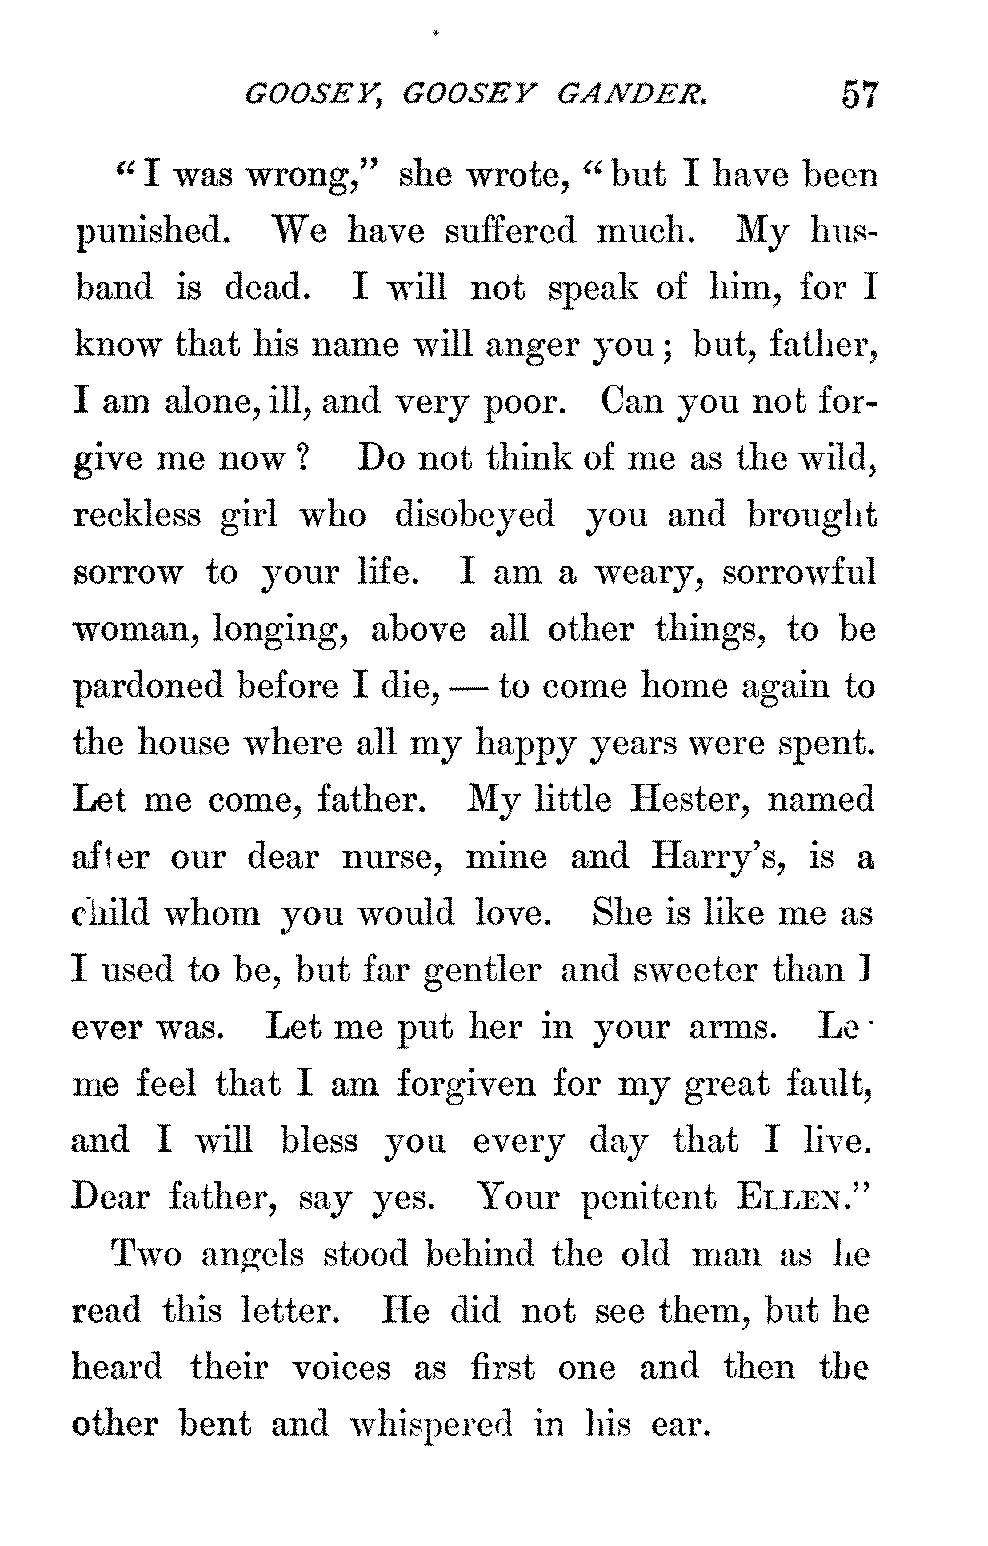 GOOSEY, GOOSEY GANDER. 57
“I was wrong,” she wrote, “but I have been
punished. We have suffered much. My hus-
band is dead. I will not speak of him, for I
know that his name will anger you; but, father,
I am alone, ill, and very poor. Can you not for-
give me now? Do not think of me as the wild,
reckless girl who disobeyed you and brought
sorrow to your life. I am a weary, sorrowful
woman, longing, above all other things, to be
pardoned before I die, — to come home again to
the house where all my happy years were spent.
Let me come, father. My little Hester, named
after our dear nurse, mine and Harry’s, is a
child whom you would love. She is like me as
I used to be, but far gentler and sweeter than I
ever was. Let me put her in your arms. Le
me feel that I am forgiven for my great fault,
and I will bless you every day that I live.
Dear father, say yes. Your penitent ELLEN.”
Two angels stood behind the old man as he
read this letter. He did not see them, but he
heard their voices as first one and then the
other bent and whispered in his ear.